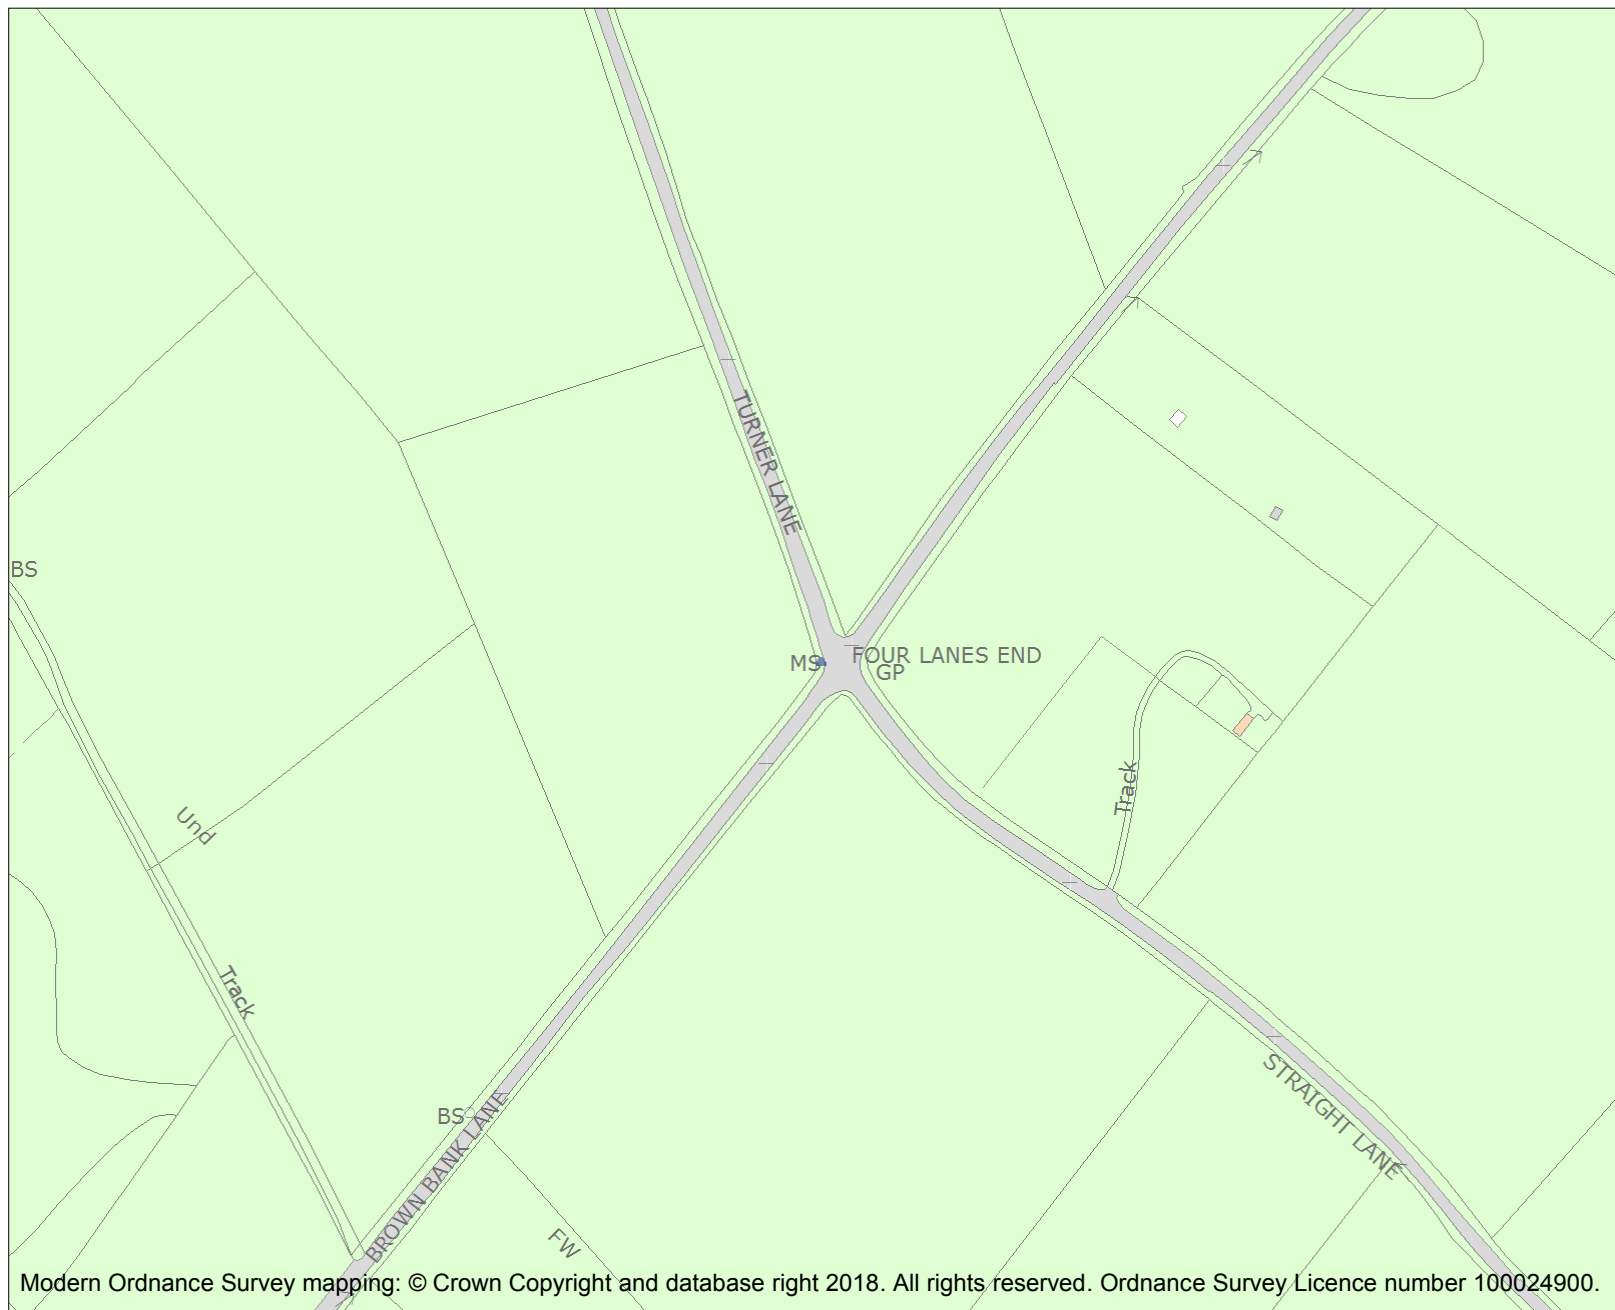 TURNER LANE
BS
MS
FOUR LANES END
GP
Track
Und
Track
STRAIGHT LANE
BS
BROWN BANK LANE
FW
Modern Ordnance Survey mapping: © Crown Copyright and database right 2018. All rights reserved. Ordnance Survey Licence number 100024900.